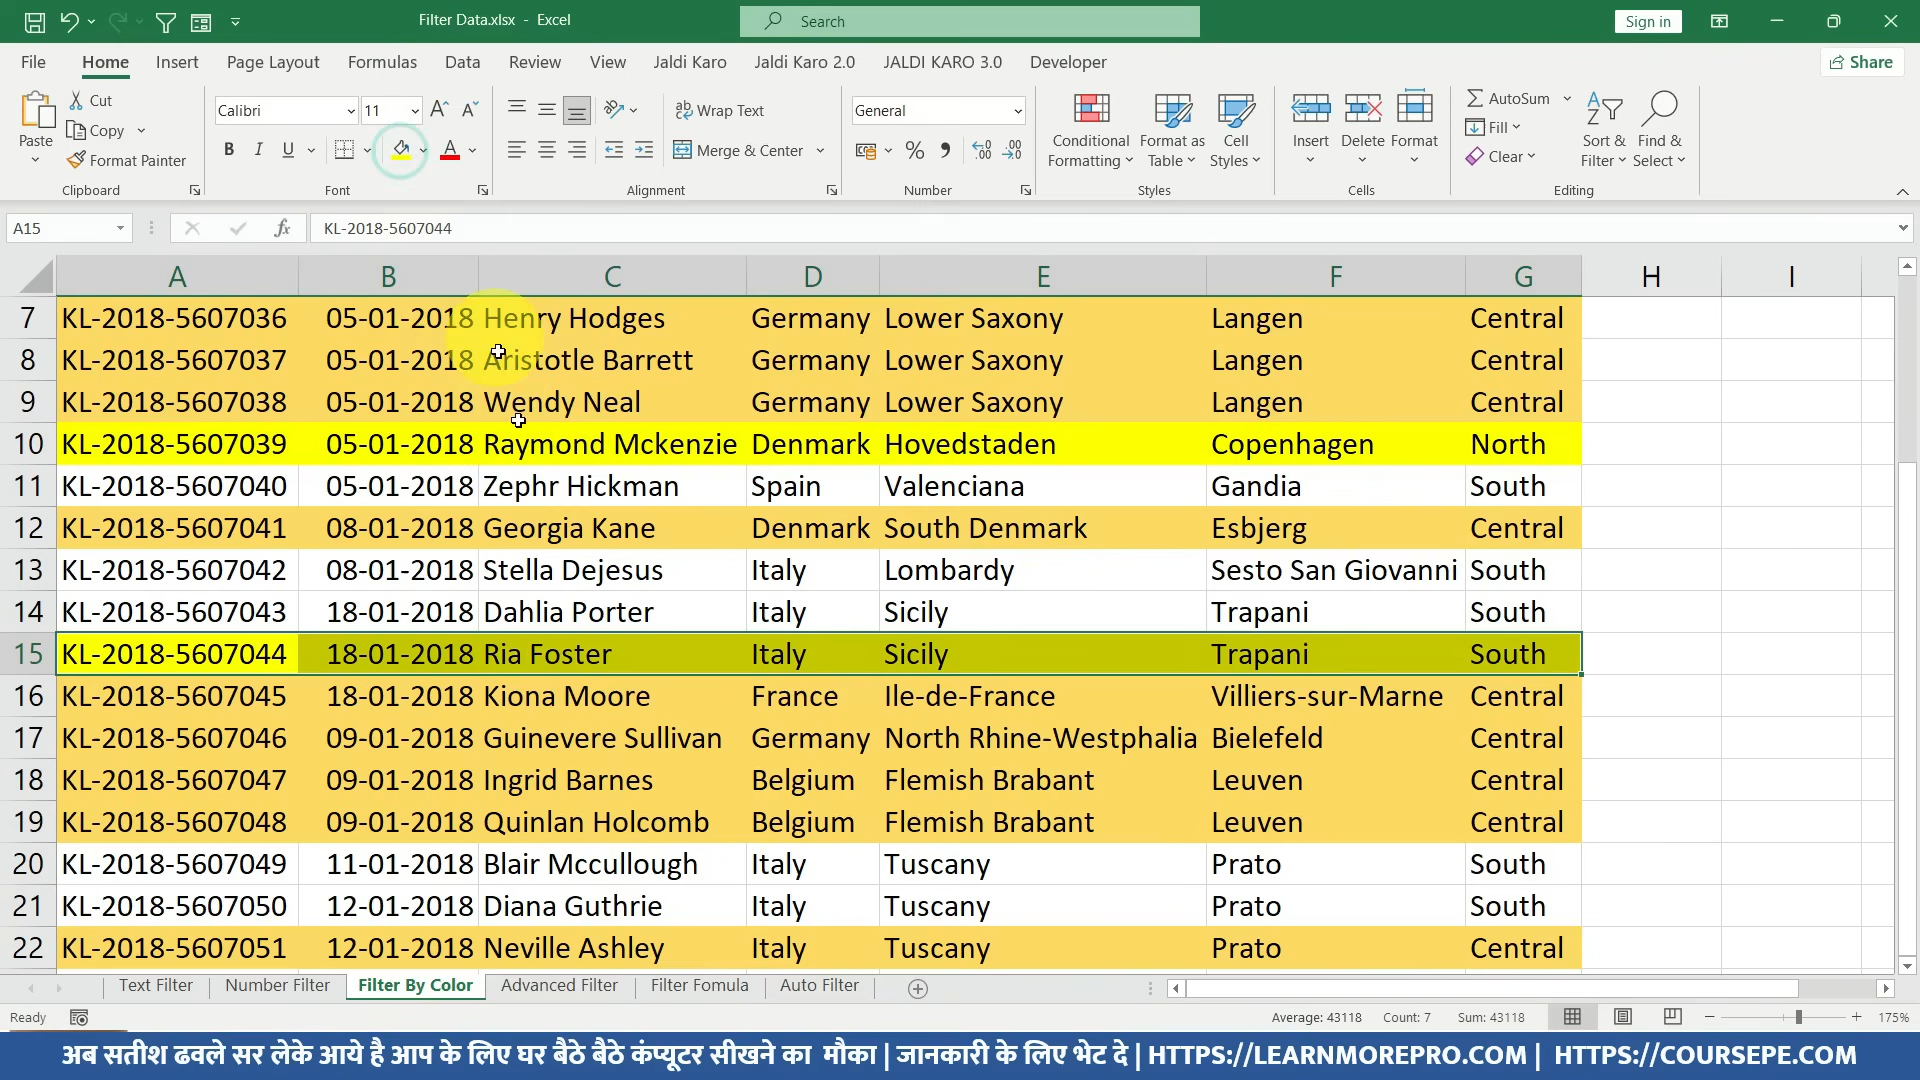 Filter Data.xlsx - Excel
Search
Sign in
File Home Insert Page Layout Formulas Data Review View Jaldi Karo Jaldi Karo 2.0 JALDI KARO 3.0 Developer
Share
Paste
Cut
Copy
Format Painter
Clipboard
Calibri 11
B I U
Font
Wrap Text
Merge & Center
Alignment
General
Number
Conditional Formatting
Format as Table
Cell Styles
Styles
Insert Delete Format
Cells
AutoSum
Fill
Clear
Sort & Filter
Find & Select
Editing
A15
fx
KL-2018-5607044
A B C D E F G H I
7 KL-2018-5607036 05-01-2018 Henry Hodges Germany Lower Saxony Langen Central
8 KL-2018-5607037 05-01-2018 Aristotle Barrett Germany Lower Saxony Langen Central
9 KL-2018-5607038 05-01-2018 Wendy Neal Germany Lower Saxony Langen Central
10 KL-2018-5607039 05-01-2018 Raymond Mckenzie Denmark Hovedstaden Copenhagen North
11 KL-2018-5607040 05-01-2018 Zephr Hickman Spain Valenciana Gandia South
12 KL-2018-5607041 08-01-2018 Georgia Kane Denmark South Denmark Esbjerg Central
13 KL-2018-5607042 08-01-2018 Stella Dejesus Italy Lombardy Sesto San Giovanni South
14 KL-2018-5607043 18-01-2018 Dahlia Porter Italy Sicily Trapani South
15 KL-2018-5607044 18-01-2018 Ria Foster Italy Sicily Trapani South
16 KL-2018-5607045 18-01-2018 Kiona Moore France Ile-de-France Villiers-sur-Marne Central
17 KL-2018-5607046 09-01-2018 Guinevere Sullivan Germany North Rhine-Westphalia Bielefeld Central
18 KL-2018-5607047 09-01-2018 Ingrid Barnes Belgium Flemish Brabant Leuven Central
19 KL-2018-5607048 09-01-2018 Quinlan Holcomb Belgium Flemish Brabant Leuven Central
20 KL-2018-5607049 11-01-2018 Blair Mccullough Italy Tuscany Prato South
21 KL-2018-5607050 12-01-2018 Diana Guthrie Italy Tuscany Prato South
22 KL-2018-5607051 12-01-2018 Neville Ashley Italy Tuscany Prato Central
Text Filter Number Filter Filter By Color Advanced Filter Filter Fomula Auto Filter
Ready Average: 43118 Count: 7 Sum: 43118 175%
अब सतीश ढवले सर लेके आये है आप के लिए घर बैठे बैठे कंप्यूटर सीखने का मौका | जानकारी के लिए भेट दे | HTTPS://LEARNMOREPRO.COM | HTTPS://COURSEPE.COM